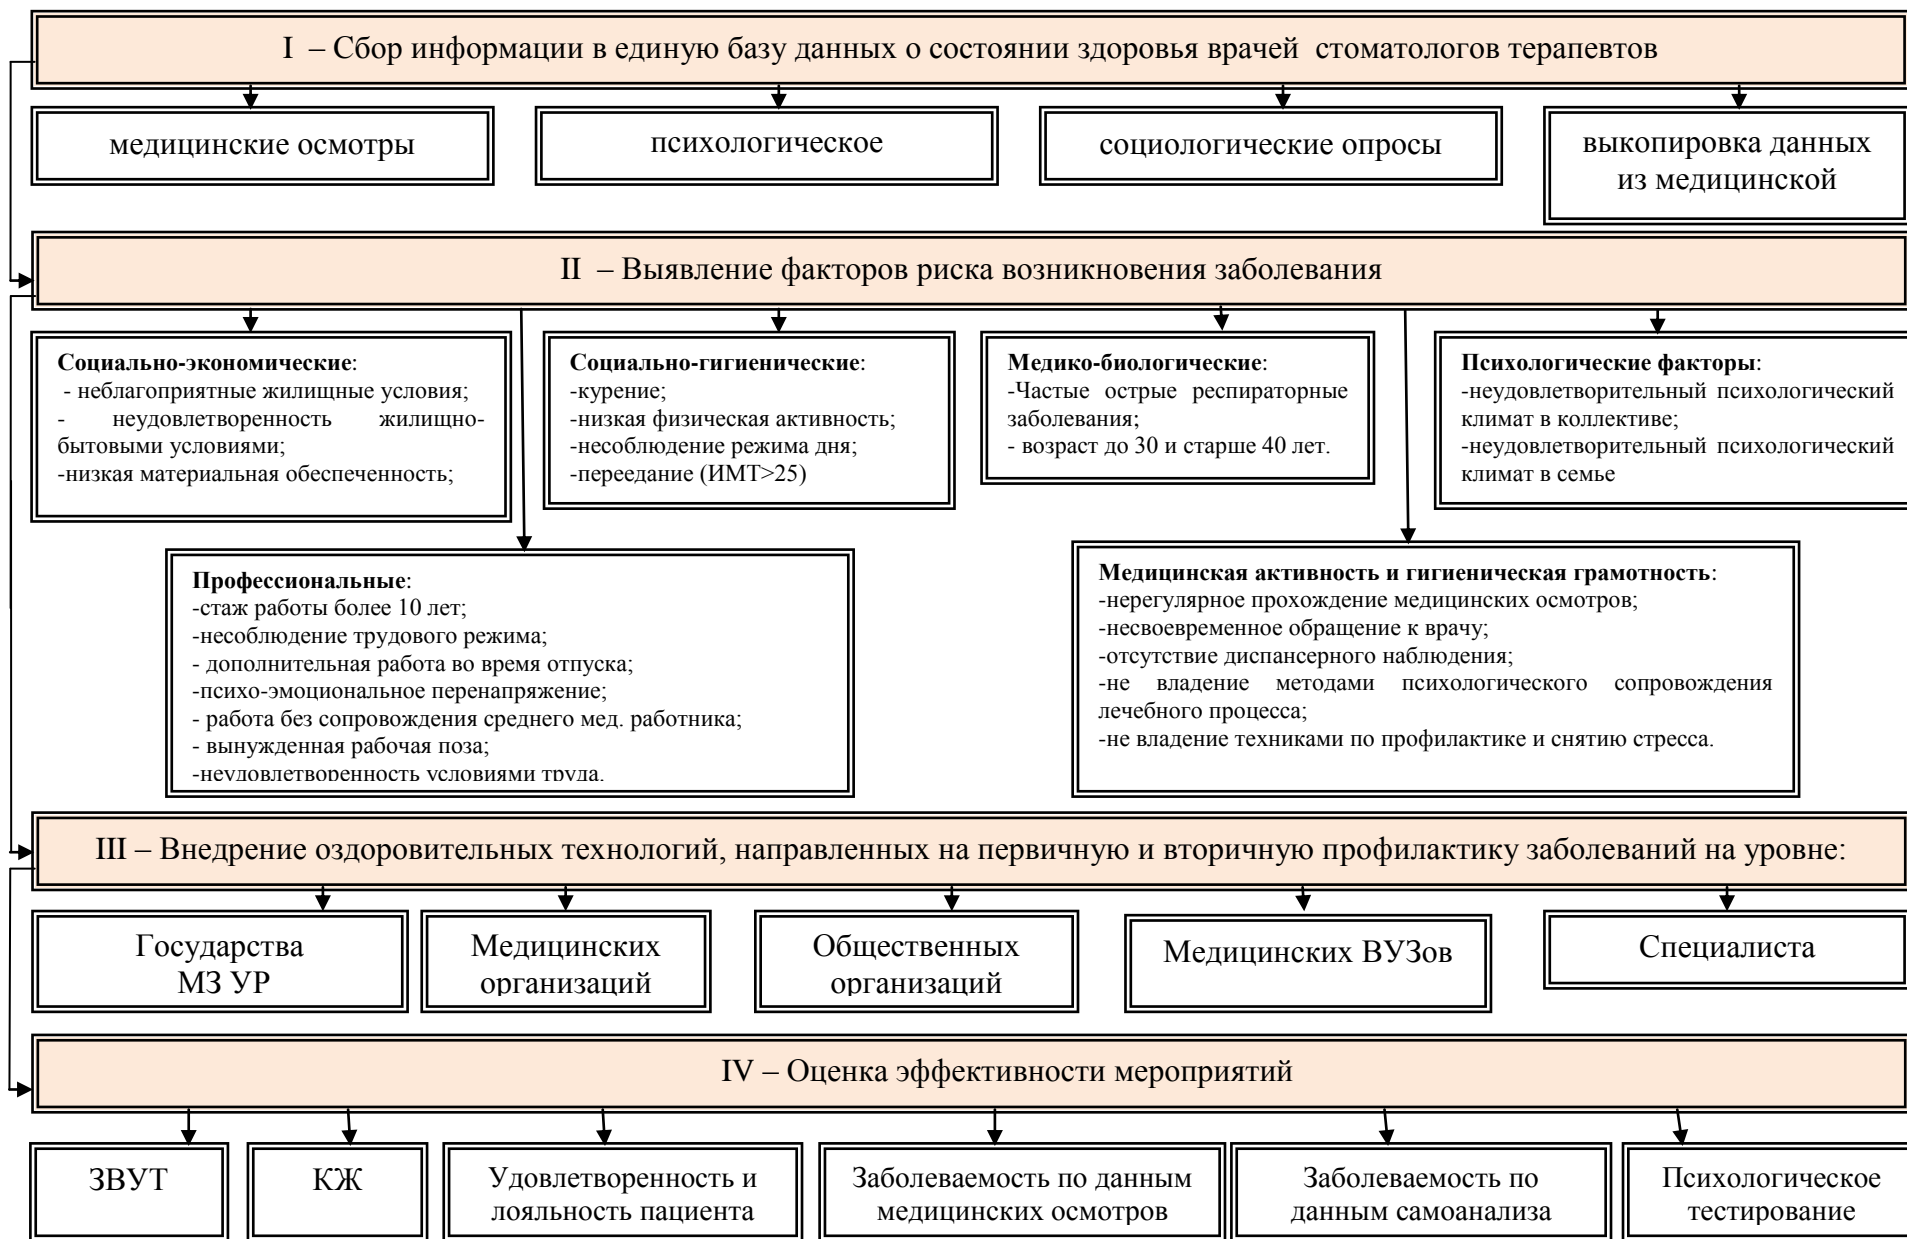 I – Сбор информации в единую базу данных о состоянии здоровья врачей стоматологов терапевтов
медицинские осмотры
психологическое
социологические опросы
выкопировка данных
из медицинской
II – Выявление факторов риска возникновения заболевания
Социально-экономические:
- неблагоприятные жилищные условия;
- неудовлетворенность жилищно-
бытовыми условиями;
-низкая материальная обеспеченность;
Социально-гигиенические:
-курение;
-низкая физическая активность;
-несоблюдение режима дня;
-переедание (ИМТ>25)
Медико-биологические:
-Частые острые респираторные
заболевания;
- возраст до 30 и старше 40 лет.
Психологические факторы:
-неудовлетворительный психологический
климат в коллективе;
-неудовлетворительный психологический
климат в семье
Профессиональные:
-стаж работы более 10 лет;
-несоблюдение трудового режима;
- дополнительная работа во время отпуска;
-психо-эмоциональное перенапряжение;
- работа без сопровождения среднего мед. работника;
- вынужденная рабочая поза;
-неудовлетворенность условиями труда.
Медицинская активность и гигиеническая грамотность:
-нерегулярное прохождение медицинских осмотров;
-несвоевременное обращение к врачу;
-отсутствие диспансерного наблюдения;
-не владение методами психологического сопровождения
лечебного процесса;
-не владение техниками по профилактике и снятию стресса.
III – Внедрение оздоровительных технологий, направленных на первичную и вторичную профилактику заболеваний на уровне:
Государства
МЗ УР
Медицинских
организаций
Общественных
организаций
Медицинских ВУЗов
Специалиста
IV – Оценка эффективности мероприятий
ЗВУТ
КЖ
Удовлетворенность и
лояльность пациента
Заболеваемость по данным
медицинских осмотров
Заболеваемость по
данным самоанализа
Психологическое
тестирование